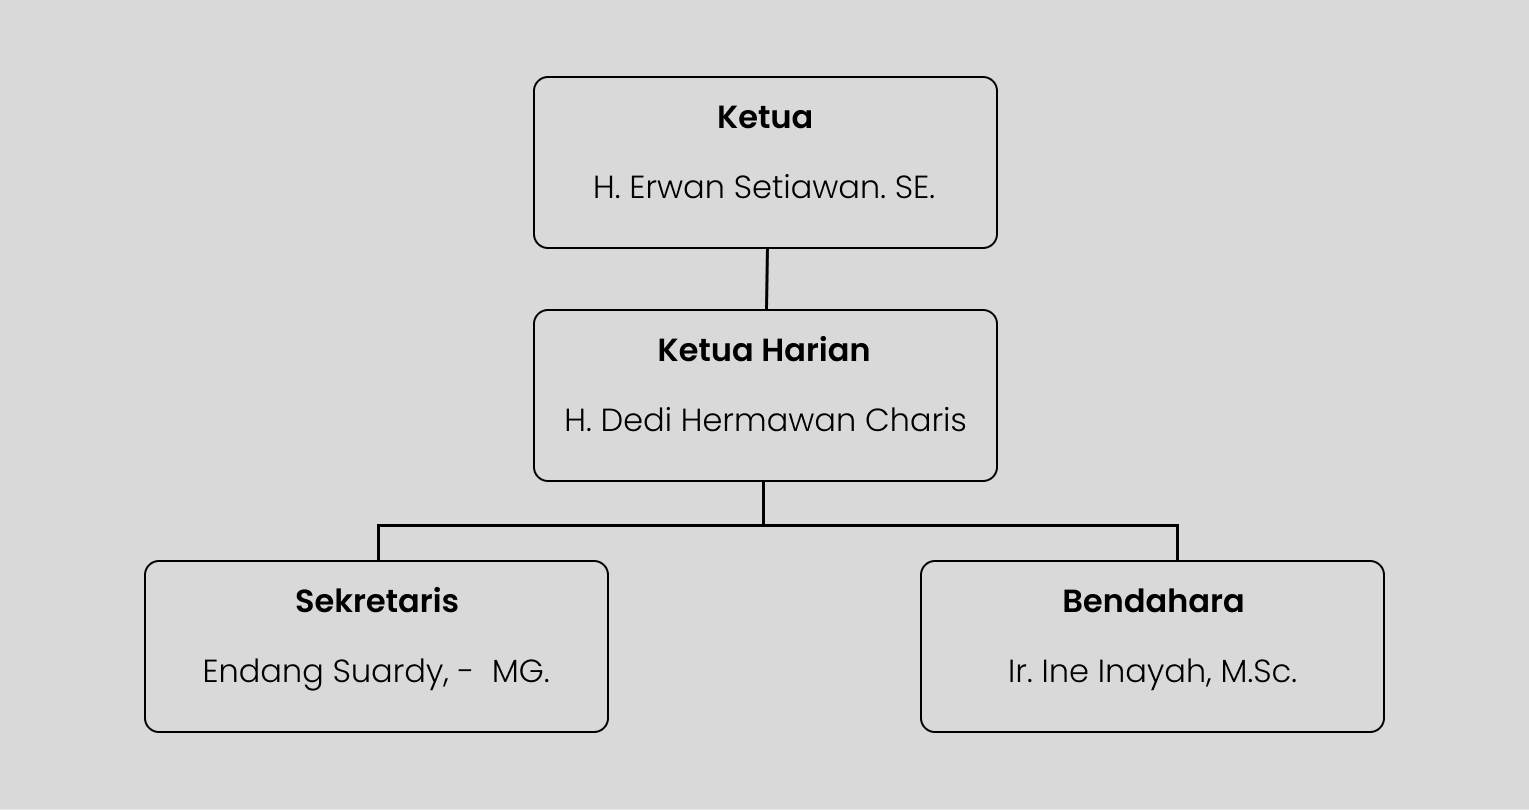 Ketua
H. Erwan Setiawan. SE.
Ketua Harian
H. Dedi Hermawan Charis
Sekretaris
Endang Suardy, -  MG.
Bendahara
Ir. Ine Inayah, M.Sc.